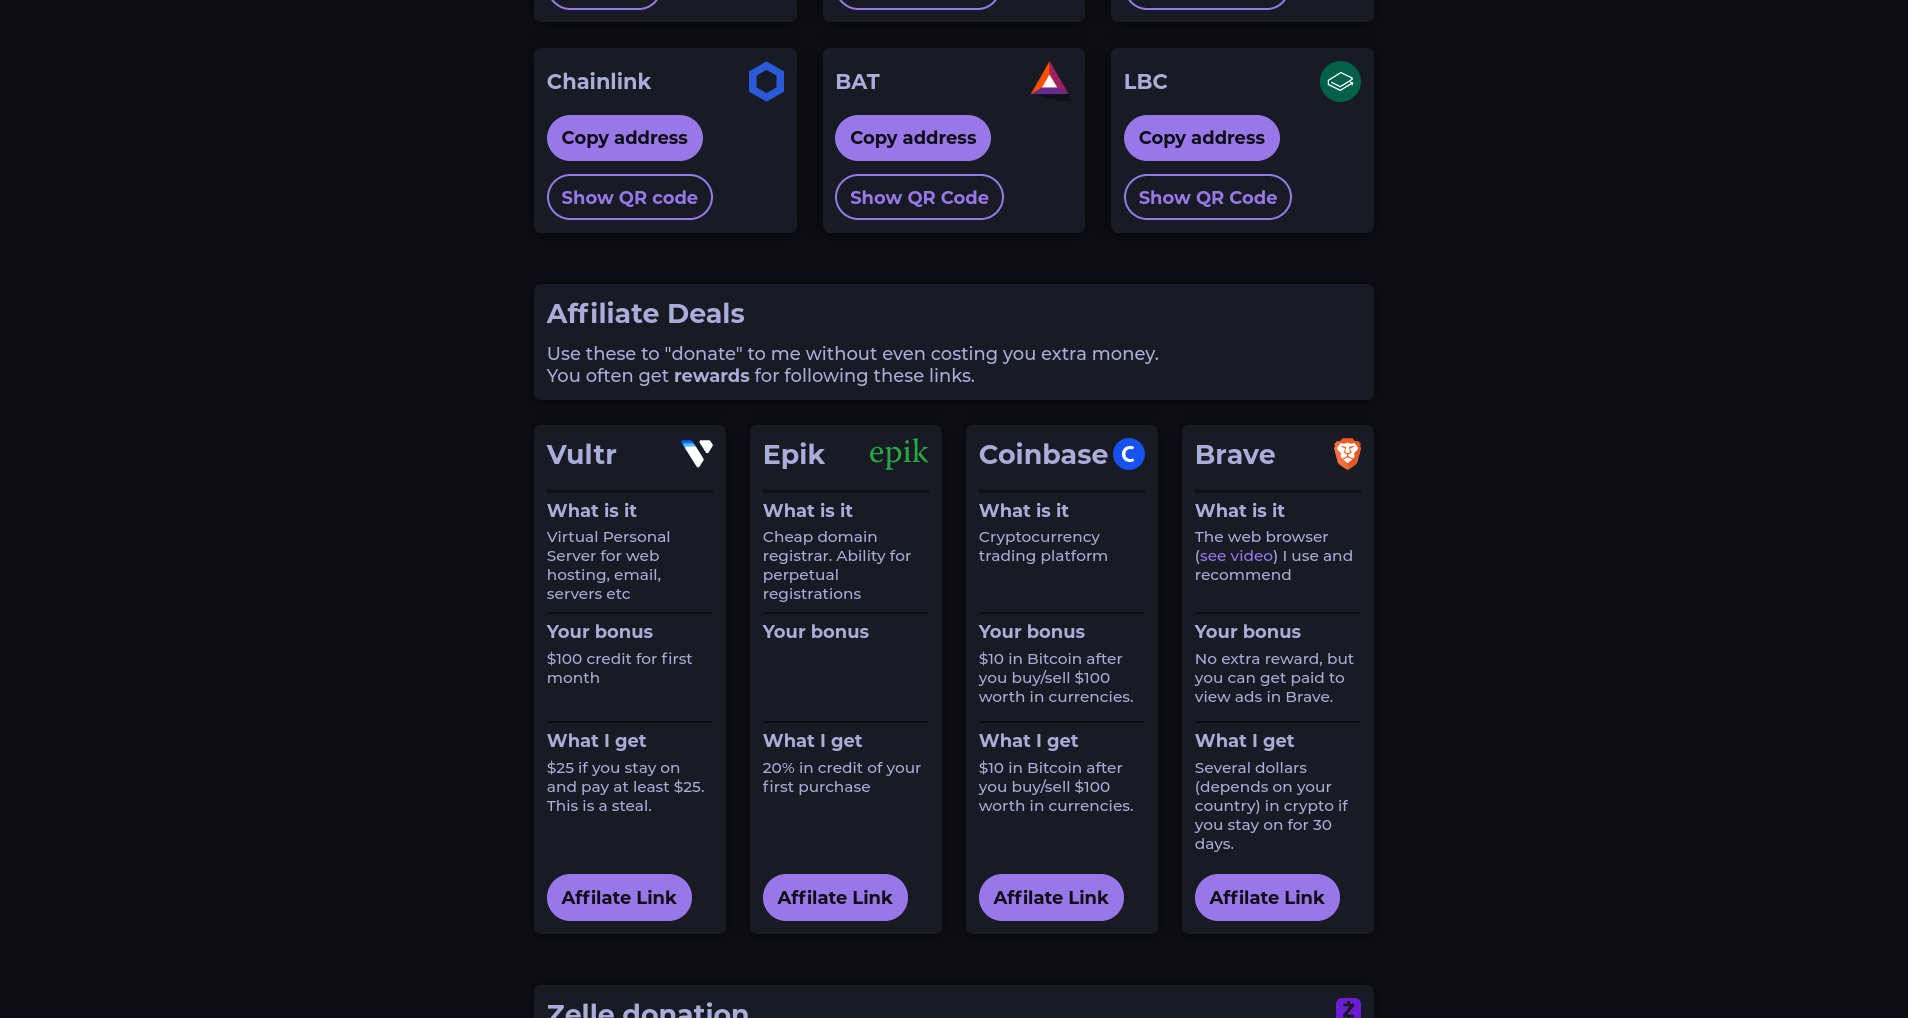 Chainlink
BAT
LBC
Copy address
Copy address
Copy address
Show QR code
Show QR Code
Show QR Code
Affiliate Deals
Use these to "donate" to me without even costing you extra money.
You often get rewards for following these links.
Vultr
What is it
Virtual Personal
Server for web
hosting, email,
servers etc
Your bonus
$100 credit for first
month
What I get
$25 if you stay on
and pay at least $25.
This is a steal.
Affilate Link
Epik
epik
What is it
Cheap domain
registrar. Ability for
perpetual
registrations
Your bonus
What I get
20% in credit of your
first purchase
Affilate Link
Coinbase
What is it
Cryptocurrency
trading platform
Your bonus
$10 in Bitcoin after
you buy/sell $100
worth in currencies.
What I get
$10 in Bitcoin after
you buy/sell $100
worth in currencies.
Affilate Link
Brave
What is it
The web browser
(see video) I use and
recommend
Your bonus
No extra reward, but
you can get paid to
view ads in Brave.
What I get
Several dollars
(depends on your
country) in crypto if
you stay on for 30
days.
Affilate Link
Zelle donation